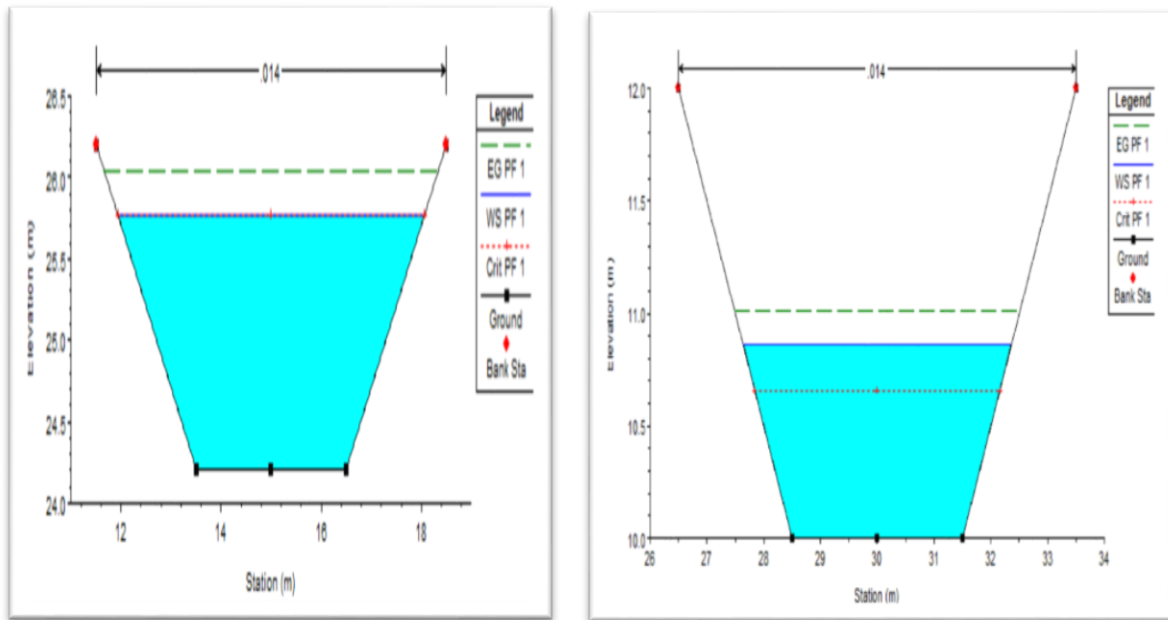 .014
26.5
26.0
25.5
25.0
24.5
24.0
Elevation (m)
12
14
16
18
Station (m)
Legend
EG PF 1
WS PF 1
Crit PF 1
Ground
Bank Sta
.014
12.0
11.5
11.0
10.5
10.0
Elevation (m)
26
27
28
29
30
31
32
33
34
Station (m)
Legend
EG PF 1
WS PF 1
Crit PF 1
Ground
Bank Sta